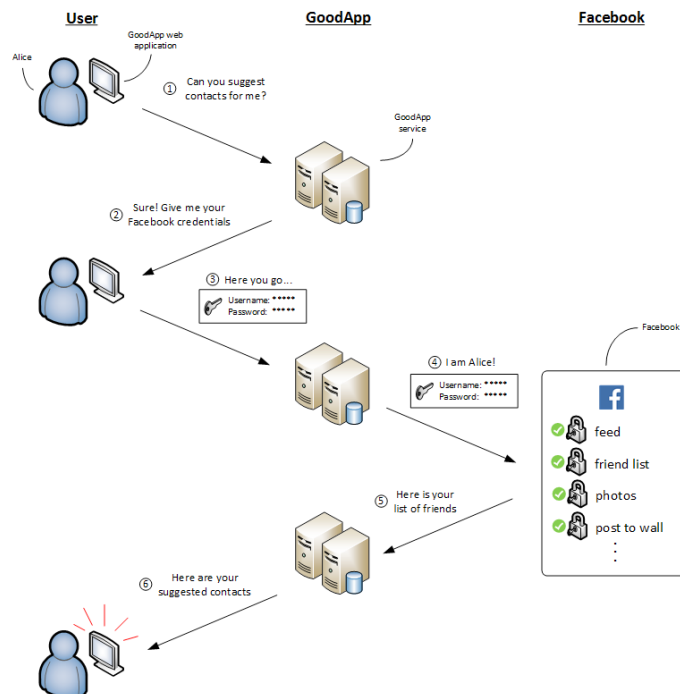 User
GoodApp
Facebook
GoodApp web
application
Alice
① Can you suggest
contacts for me?
GoodApp
service
② Sure! Give me your
Facebook credentials
③ Here you go...
Username: *****
Password: *****
Facebook
④ I am Alice!
Username: *****
Password: *****
f
feed
friend list
photos
post to wall
⑤ Here is your
list of friends
⑥ Here are your
suggested contacts